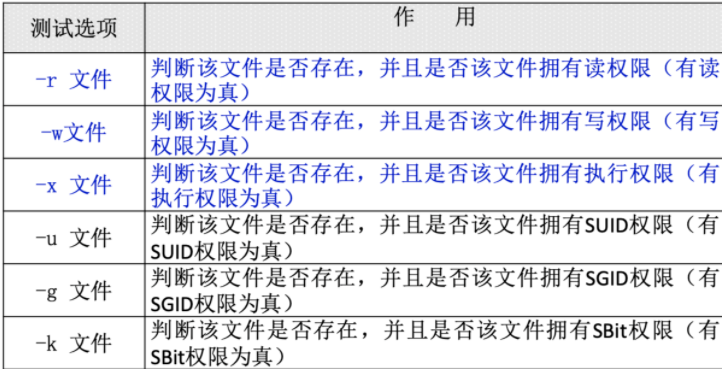 测试选项 作 用
-r 文件 判断该文件是否存在，并且是否该文件拥有读权限（有读
权限为真）
-w文件 判断该文件是否存在，并且是否该文件拥有写权限（有写
权限为真）
-x 文件 判断该文件是否存在，并且是否该文件拥有执行权限（有
执行权限为真）
-u 文件 判断该文件是否存在，并且是否该文件拥有SUID权限（有
SUID权限为真）
-g 文件 判断该文件是否存在，并且是否该文件拥有SGID权限（有
SGID权限为真）
-k 文件 判断该文件是否存在，并且是否该文件拥有SBit权限（有
SBit权限为真）